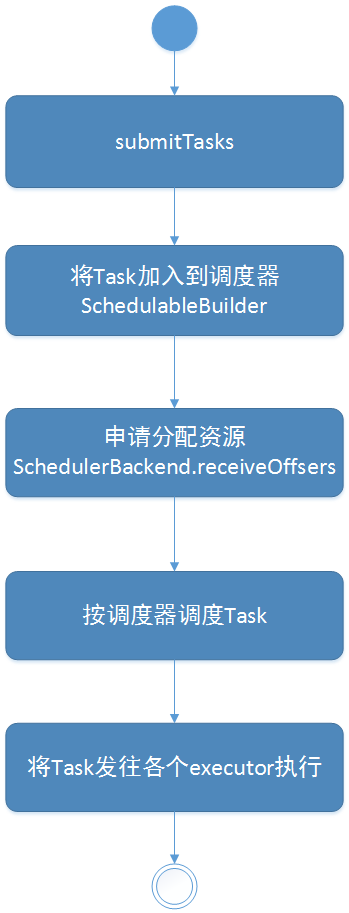 submitTasks
将Task加入到调度器
SchedulableBuilder
申请分配资源
SchedulerBackend.receiveOffsers
按调度器调度Task
将Task发往各个executor执行